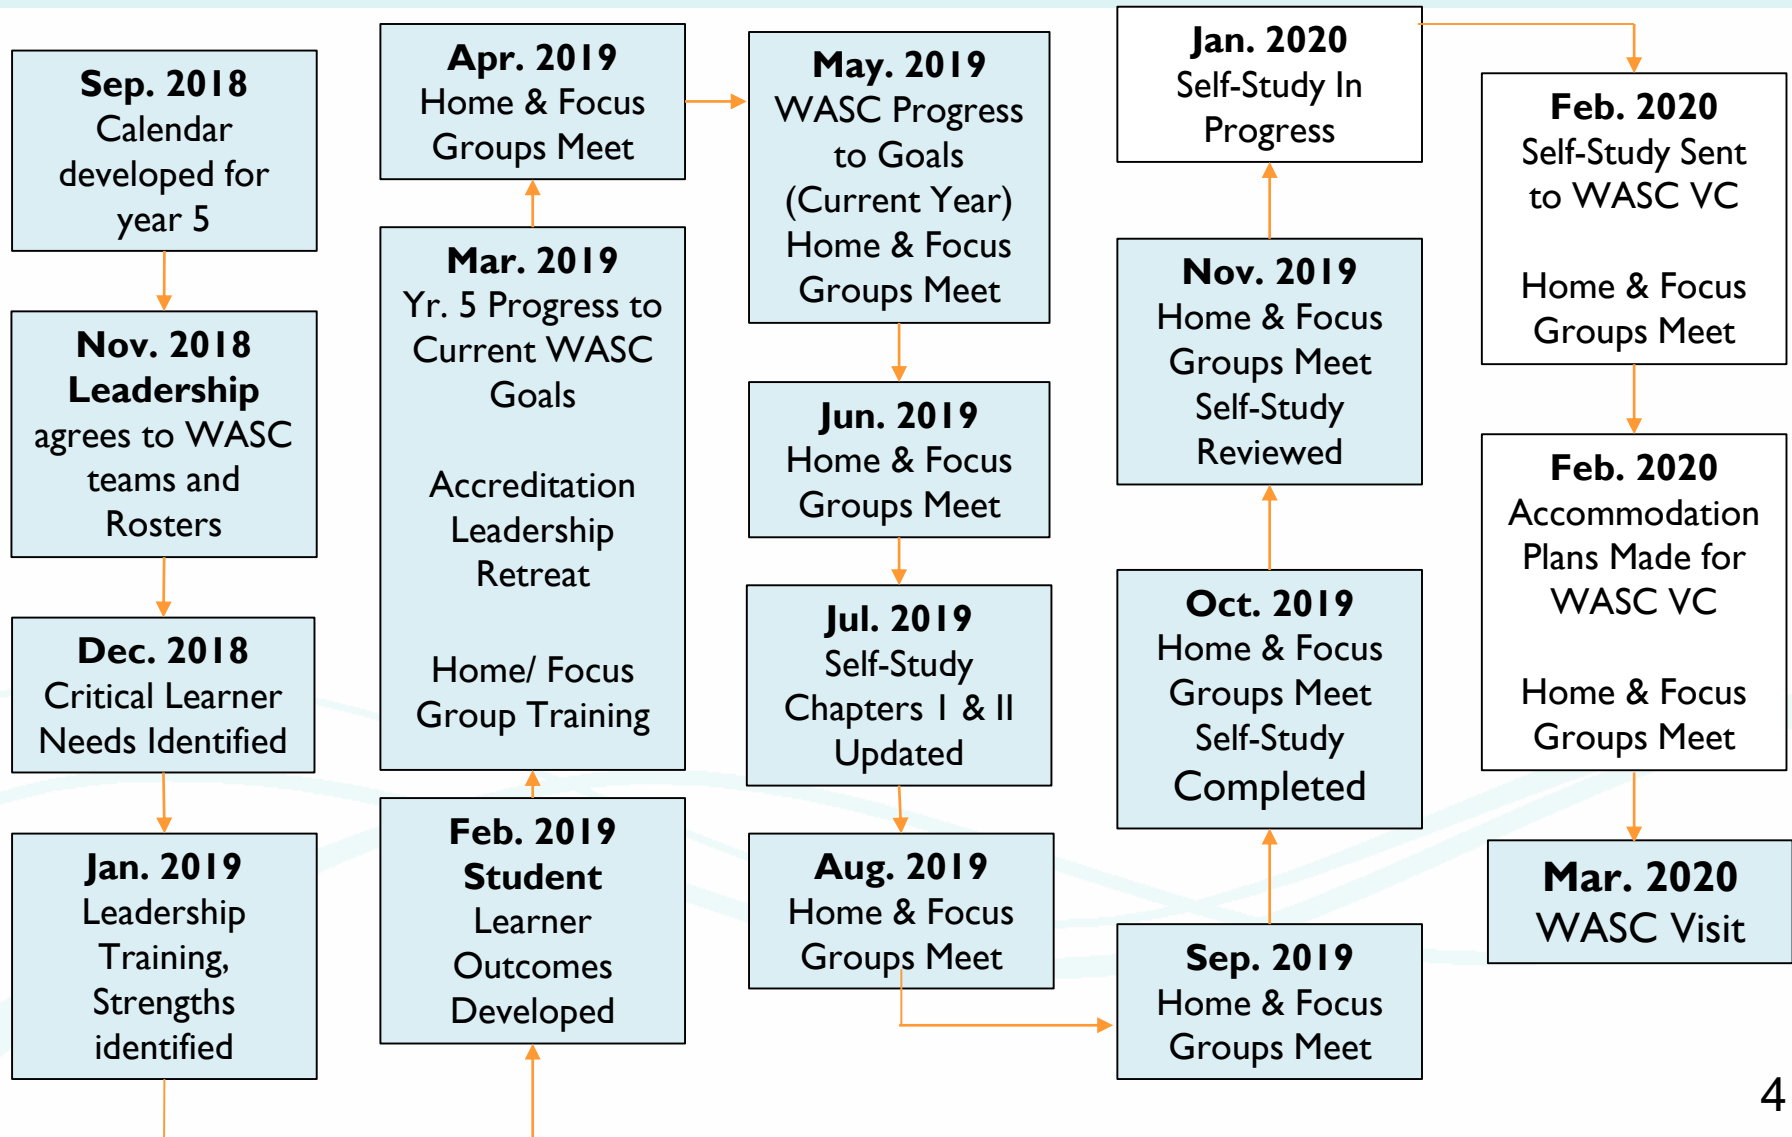 Sep. 2018
Calendar
developed for
year 5
Nov. 2018
Leadership
agrees to WASC
teams and
Rosters
Dec. 2018
Critical Learner
Needs Identified
Jan. 2019
Leadership
Training,
Strengths
identified
Feb. 2019
Student
Learner
Outcomes
Developed
Mar. 2019
Yr. 5 Progress to
Current WASC
Goals
Accreditation
Leadership
Retreat
Home/ Focus
Group Training
Apr. 2019
Home & Focus
Groups Meet
May. 2019
WASC Progress
to Goals
(Current Year)
Home & Focus
Groups Meet
Jun. 2019
Home & Focus
Groups Meet
Jul. 2019
Self-Study
Chapters I & II
Updated
Aug. 2019
Home & Focus
Groups Meet
Sep. 2019
Home & Focus
Groups Meet
Oct. 2019
Home & Focus
Groups Meet
Self-Study
Completed
Nov. 2019
Home & Focus
Groups Meet
Self-Study
Reviewed
Jan. 2020
Self-Study In
Progress
Feb. 2020
Self-Study Sent
to WASC VC
Home & Focus
Groups Meet
Feb. 2020
Accommodation
Plans Made for
WASC VC
Home & Focus
Groups Meet
Mar. 2020
WASC Visit
4